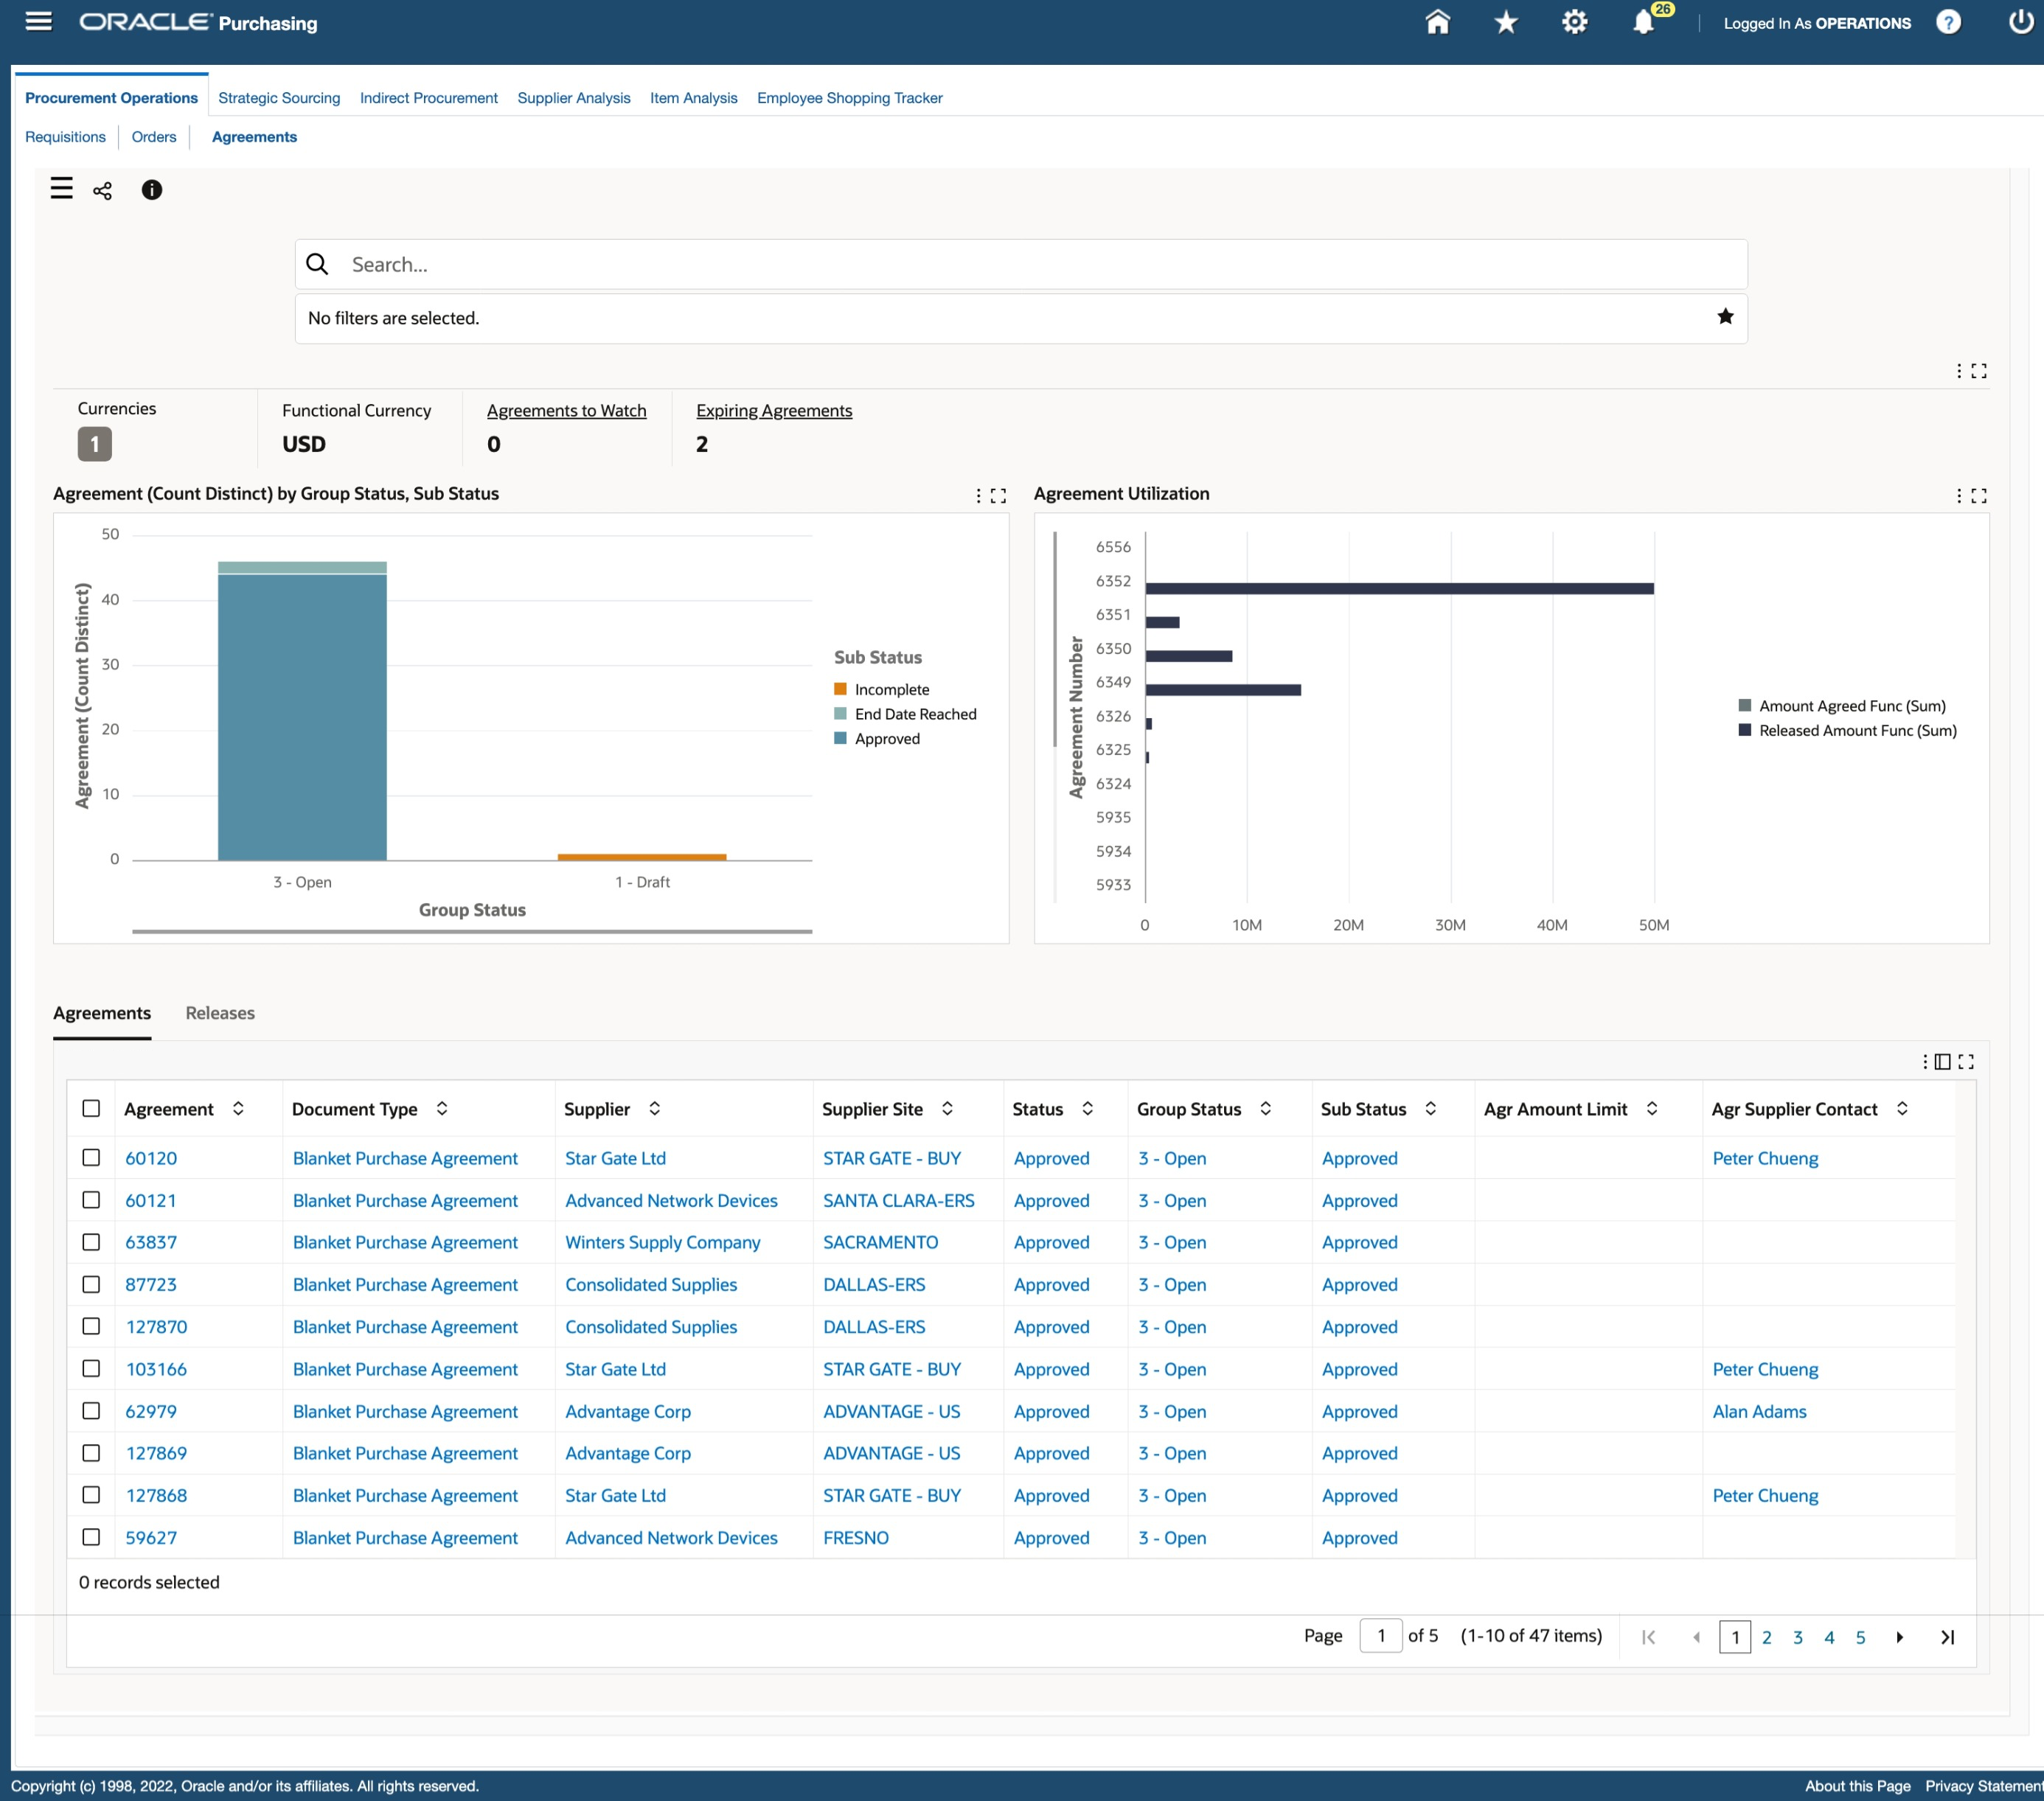 ORACLE Purchasing
26
Logged In As OPERATIONS
?
Procurement Operations Strategic Sourcing Indirect Procurement Supplier Analysis Item Analysis Employee Shopping Tracker
Requisitions Orders Agreements
Search...
No filters are selected.
Currencies
1
Functional Currency
USD
Agreements to Watch
0
Expiring Agreements
2
Agreement (Count Distinct) by Group Status, Sub Status
50
40
30
20
10
0
Agreement (Count Distinct)
3 - Open
1 - Draft
Group Status
Sub Status
Incomplete
End Date Reached
Approved
Agreement Utilization
6556
6352
6351
6350
6349
6326
6325
6324
5935
5934
5933
Agreement Number
0 10M 20M 30M 40M 50M
Amount Agreed Func (Sum)
Released Amount Func (Sum)
Agreements Releases
Agreement Document Type Supplier Supplier Site Status Group Status Sub Status Agr Amount Limit Agr Supplier Contact
60120 Blanket Purchase Agreement Star Gate Ltd STAR GATE - BUY Approved 3 - Open Approved Peter Chueng
60121 Blanket Purchase Agreement Advanced Network Devices SANTA CLARA-ERS Approved 3 - Open Approved
63837 Blanket Purchase Agreement Winters Supply Company SACRAMENTO Approved 3 - Open Approved
87723 Blanket Purchase Agreement Consolidated Supplies DALLAS-ERS Approved 3 - Open Approved
127870 Blanket Purchase Agreement Consolidated Supplies DALLAS-ERS Approved 3 - Open Approved
103166 Blanket Purchase Agreement Star Gate Ltd STAR GATE - BUY Approved 3 - Open Approved Peter Chueng
62979 Blanket Purchase Agreement Advantage Corp ADVANTAGE - US Approved 3 - Open Approved Alan Adams
127869 Blanket Purchase Agreement Advantage Corp ADVANTAGE - US Approved 3 - Open Approved
127868 Blanket Purchase Agreement Star Gate Ltd STAR GATE - BUY Approved 3 - Open Approved Peter Chueng
59627 Blanket Purchase Agreement Advanced Network Devices FRESNO Approved 3 - Open Approved
0 records selected
Page 1 of 5 (1-10 of 47 items) 1 2 3 4 5
Copyright (c) 1998, 2022, Oracle and/or its affiliates. All rights reserved.
About this Page Privacy Statement